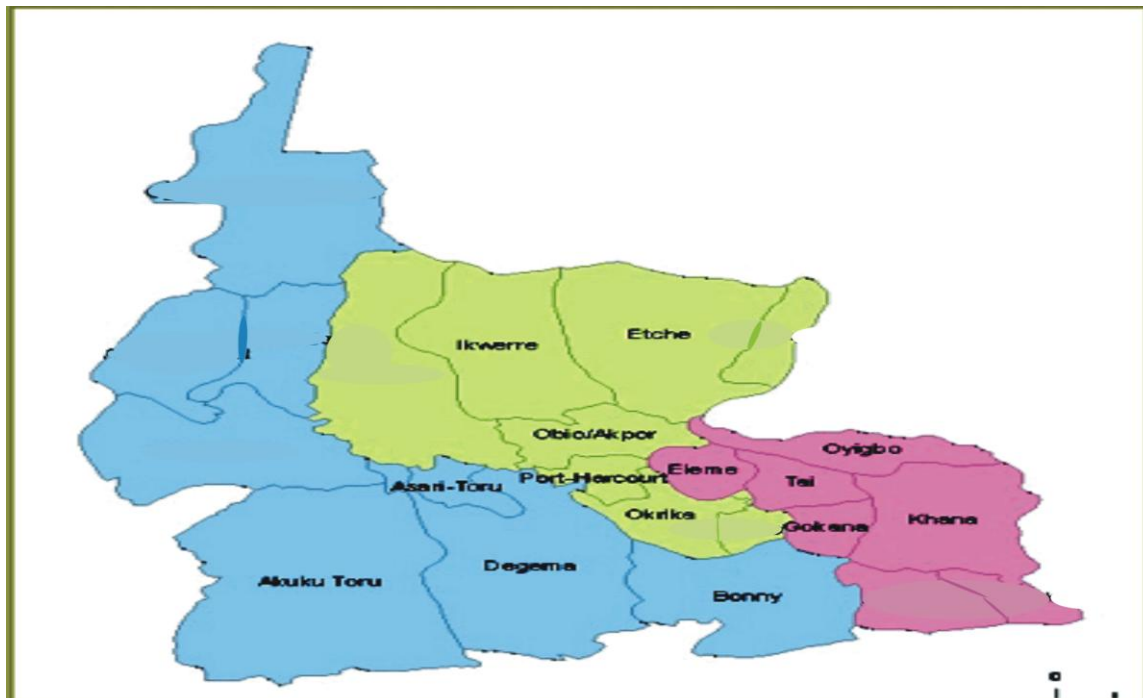 Ikwerre
Etche
Obio/Akpor
Oyigbo
Eleme
Port-Harcourt
Tai
Asari-Toru
Okrika
Gokana
Khana
Degema
Akuku Toru
Bonny